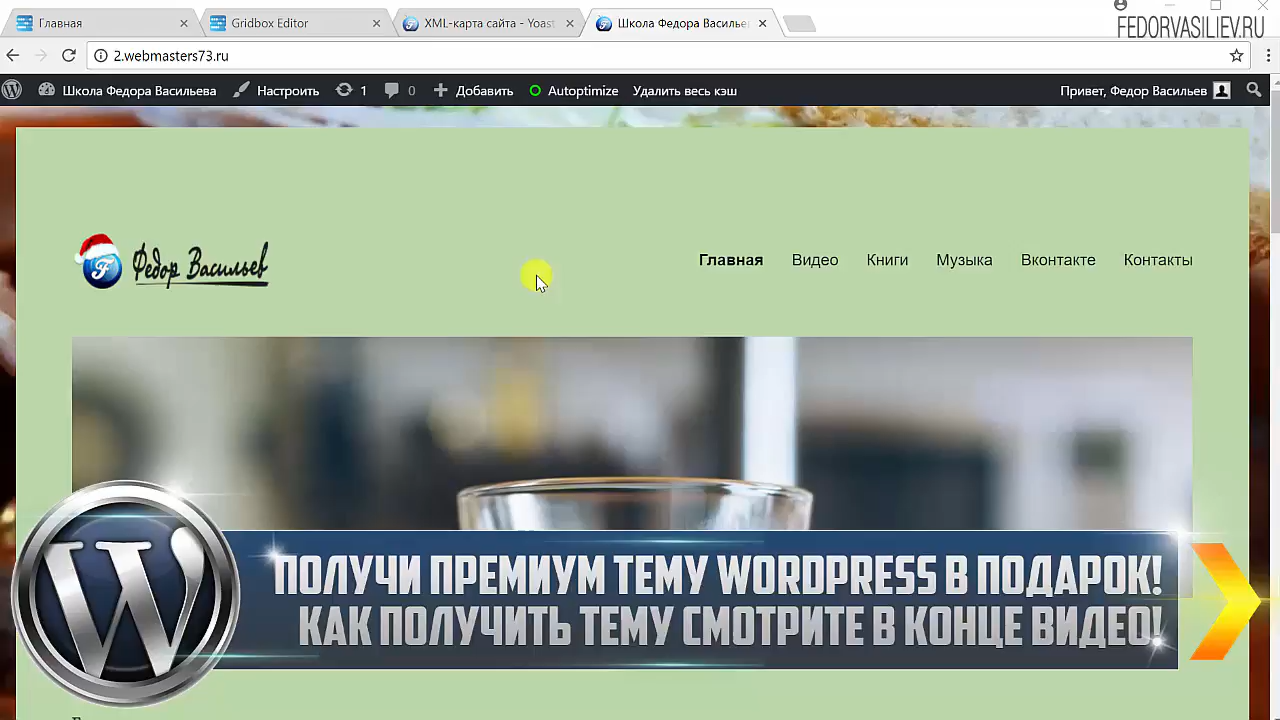 Главная
Gridbox Editor
XML-карта сайта - Yoast
Школа Федора Василье
FEDORVASILIEV.RU
2.webmasters73.ru
Школа Федора Васильева
Настроить
1
0
Добавить
Autoptimize
Удалить весь кэш
Привет, Федор Васильев
Федор Васильев
Главная
Видео
Книги
Музыка
Вконтакте
Контакты
ПОЛУЧИ ПРЕМИУМ ТЕМУ WORDPRESS В ПОДАРОК!
КАК ПОЛУЧИТЬ ТЕМУ СМОТРИТЕ В КОНЦЕ ВИДЕО!